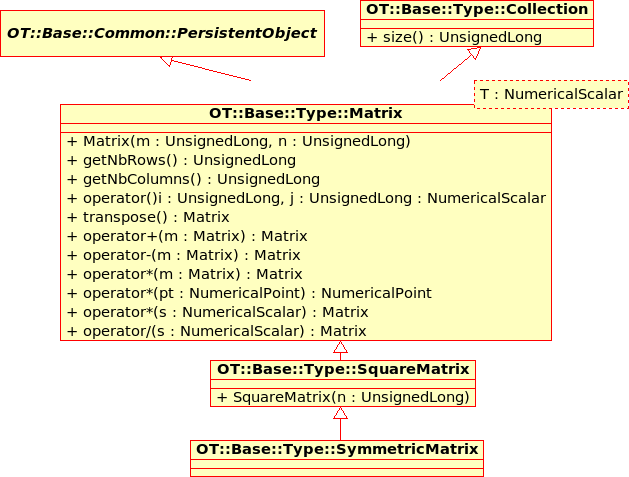 OT::Base::Common::PersistentObject
OT::Base::Type::Collection
+ size() : UnsignedLong
T : NumericalScalar
OT::Base::Type::Matrix
+ Matrix(m : UnsignedLong, n : UnsignedLong)
+ getNbRows() : UnsignedLong
+ getNbColumns() : UnsignedLong
+ operator()i : UnsignedLong, j : UnsignedLong : NumericalScalar
+ transpose() : Matrix
+ operator+(m : Matrix) : Matrix
+ operator-(m : Matrix) : Matrix
+ operator*(m : Matrix) : Matrix
+ operator*(pt : NumericalPoint) : NumericalPoint
+ operator*(s : NumericalScalar) : Matrix
+ operator/(s : NumericalScalar) : Matrix
OT::Base::Type::SquareMatrix
+ SquareMatrix(n : UnsignedLong)
OT::Base::Type::SymmetricMatrix